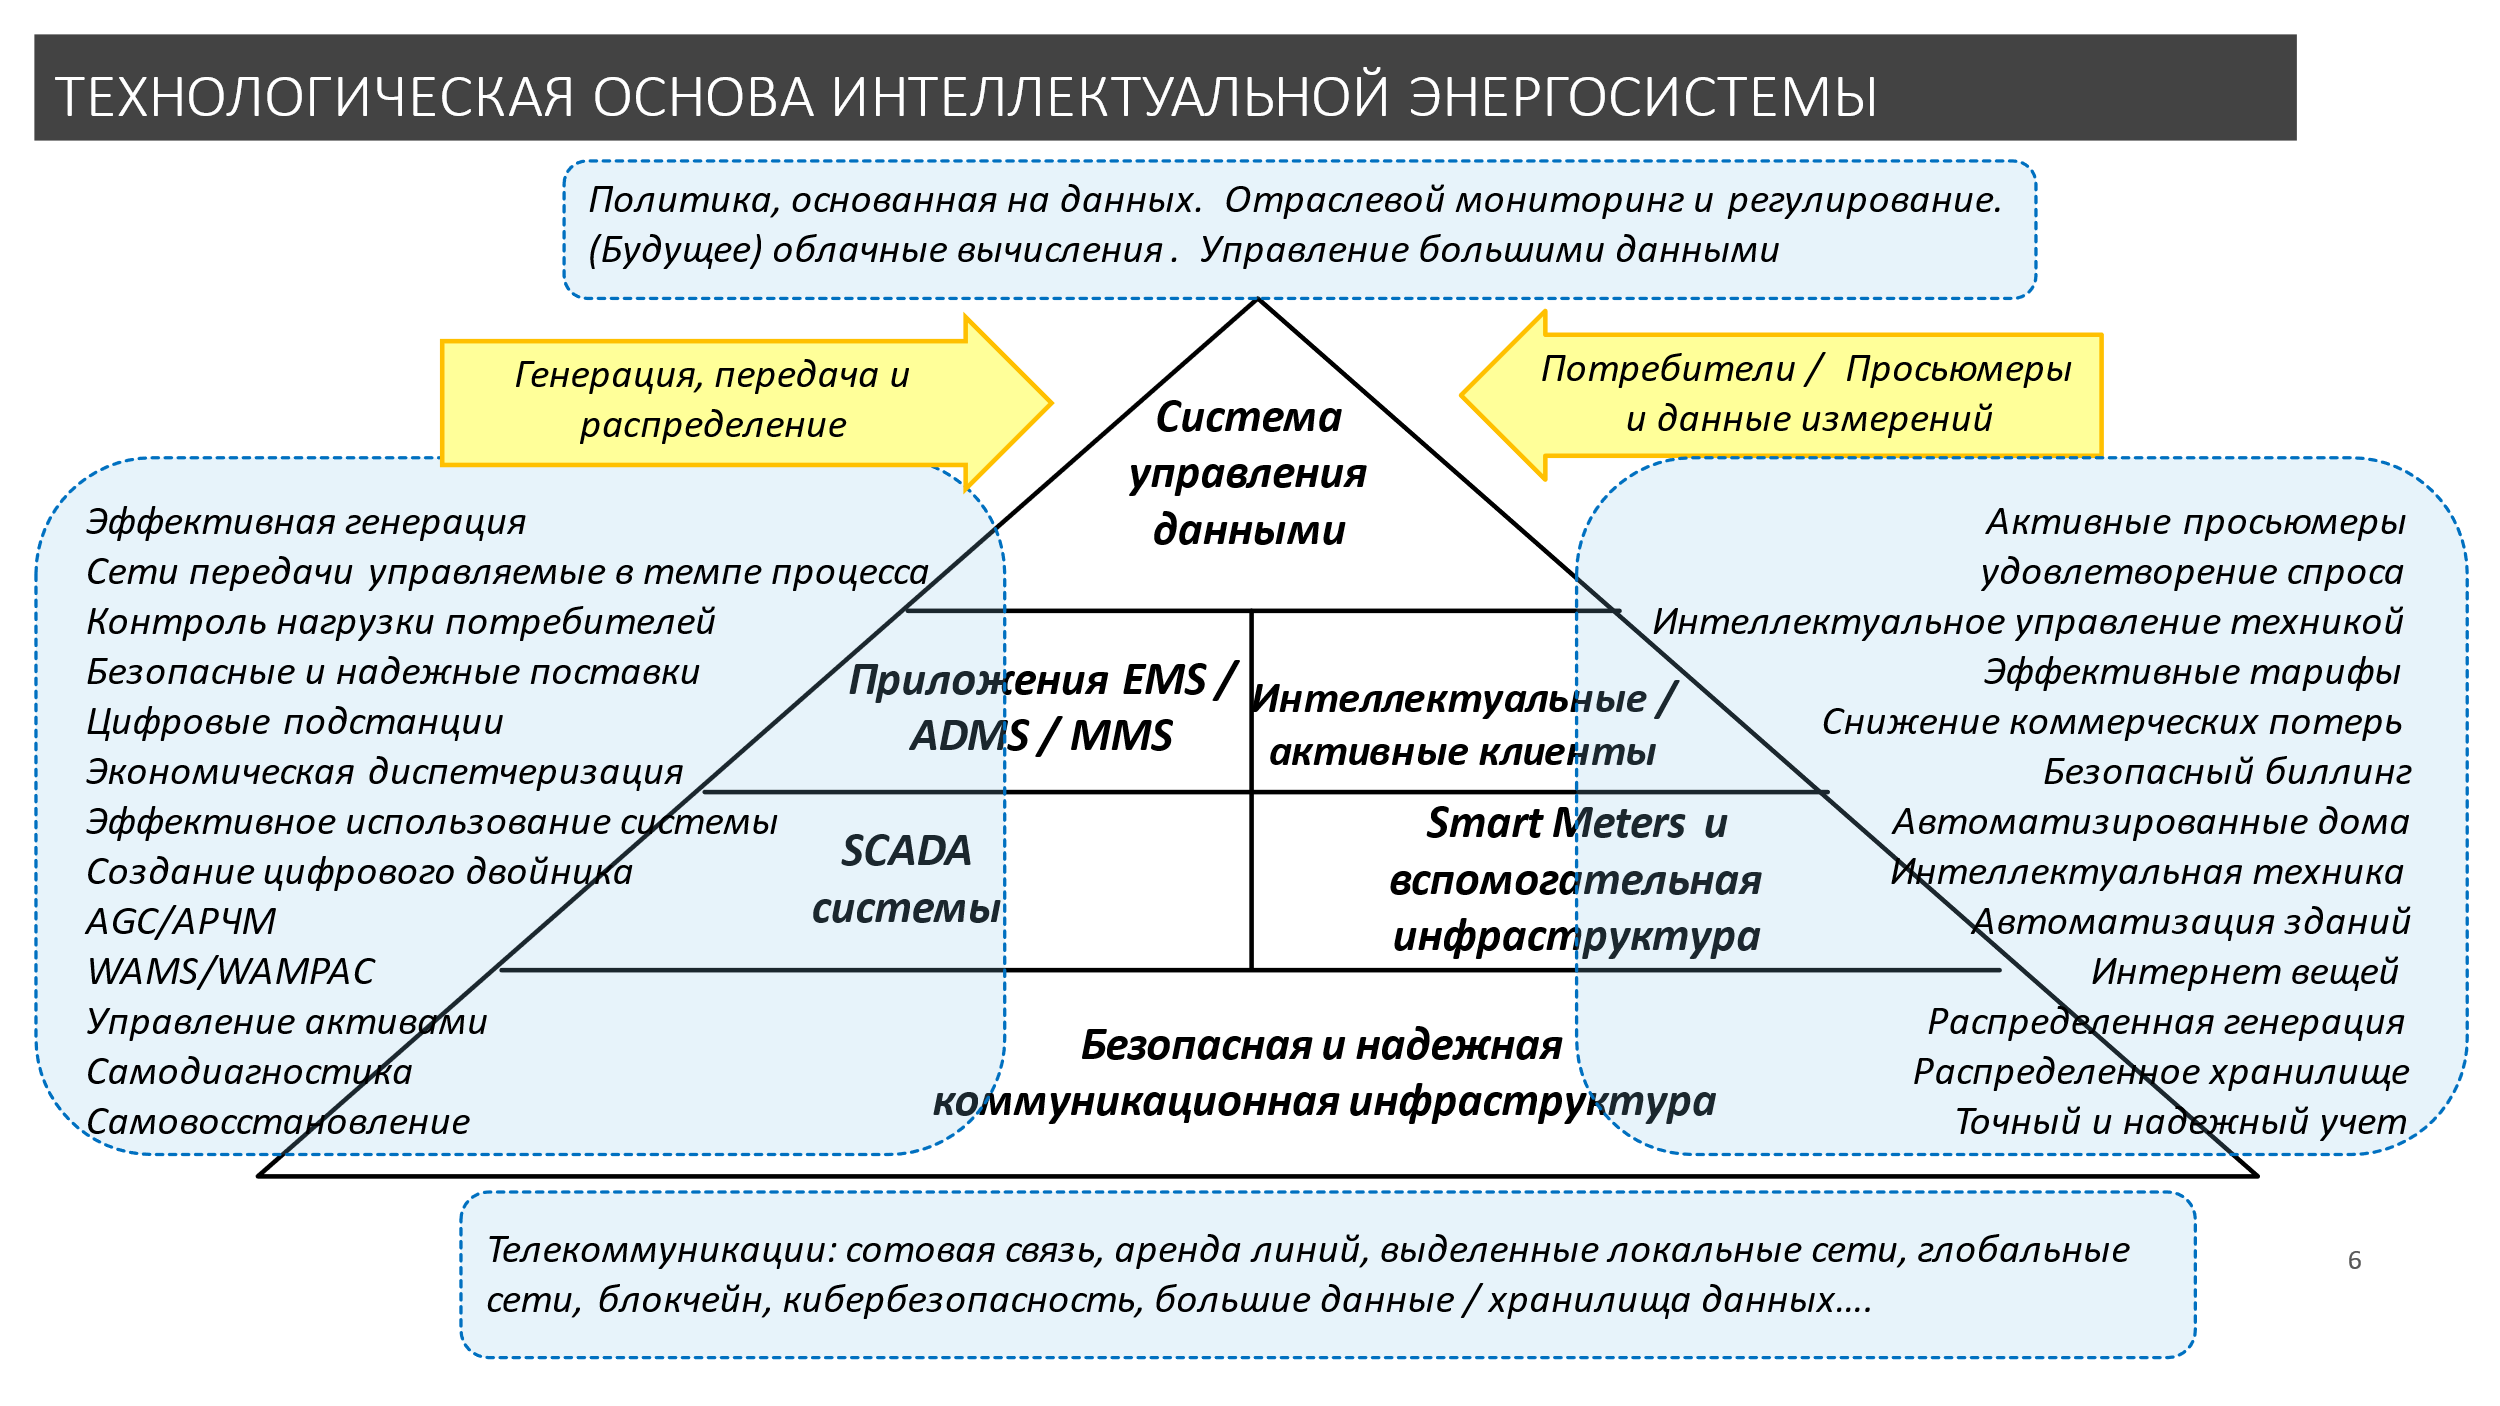 ТЕХНОЛОГИЧЕСКАЯ ОСНОВА ИНТЕЛЛЕКТУАЛЬНОЙ ЭНЕРГОСИСТЕМЫ
Политика, основанная на данных. Отраслевой мониторинг и регулирование.
(Будущее) облачные вычисления . Управление большими данными
Генерация, передача и
распределение
Потребители / Просьюмеры
и данные измерений
Система
управления
данными
Эффективная генерация
Сети передачи управляемые в темпе процесса
Контроль нагрузки потребителей
Безопасные и надежные поставки
Цифровые подстанции
Экономическая диспетчеризация
Эффективное использование системы
Создание цифрового двойника
AGC/АРЧМ
WAMS/WAMPAC
Управление активами
Самодиагностика
Самовосстановление
Приложения EMS /
ADMS / MMS
Интеллектуальные /
активные клиенты
SCADA
системы
Smart Meters и
вспомогательная
инфраструктура
Безопасная и надежная
коммуникационная инфраструктура
Активные просьюмеры
удовлетворение спроса
Интеллектуальное управление техникой
Эффективные тарифы
Снижение коммерческих потерь
Безопасный биллинг
Автоматизированные дома
Интеллектуальная техника
Автоматизация зданий
Интернет вещей
Распределенная генерация
Распределенное хранилище
Точный и надежный учет
Телекоммуникации: сотовая связь, аренда линий, выделенные локальные сети, глобальные
сети, блокчейн, кибербезопасность, большие данные / хранилища данных....
6